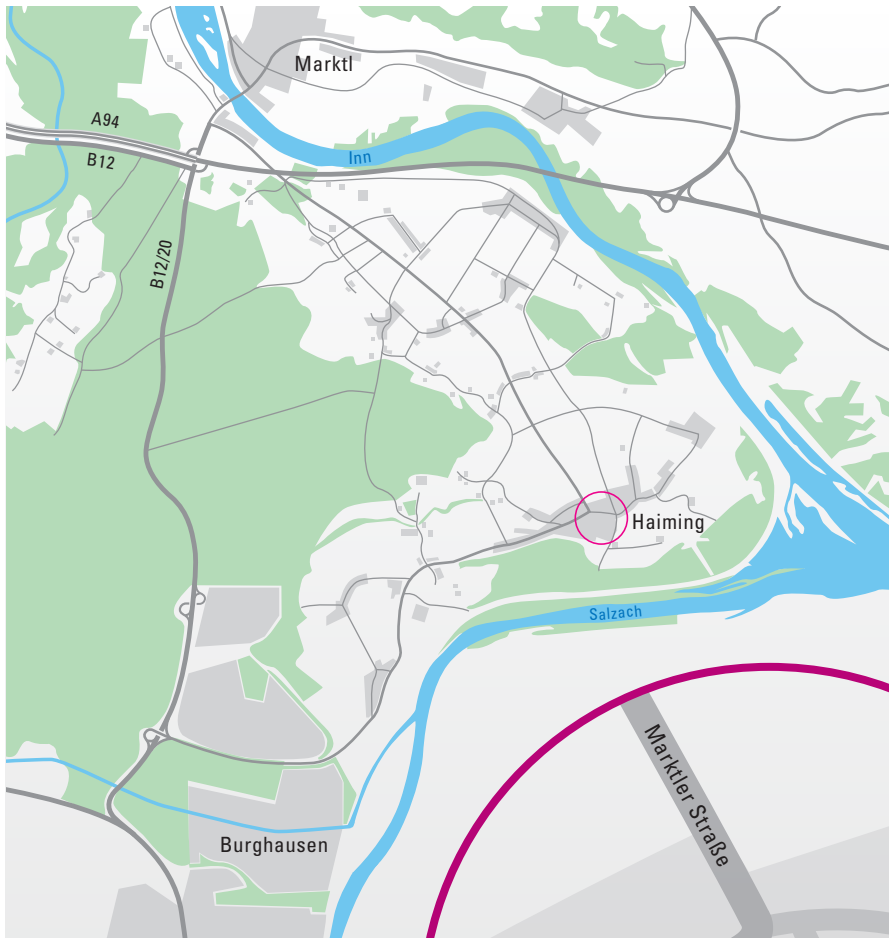 Marktl
A94
B12
Inn
B12/20
Haiming
Salzach
Marktler Straße
Burghausen